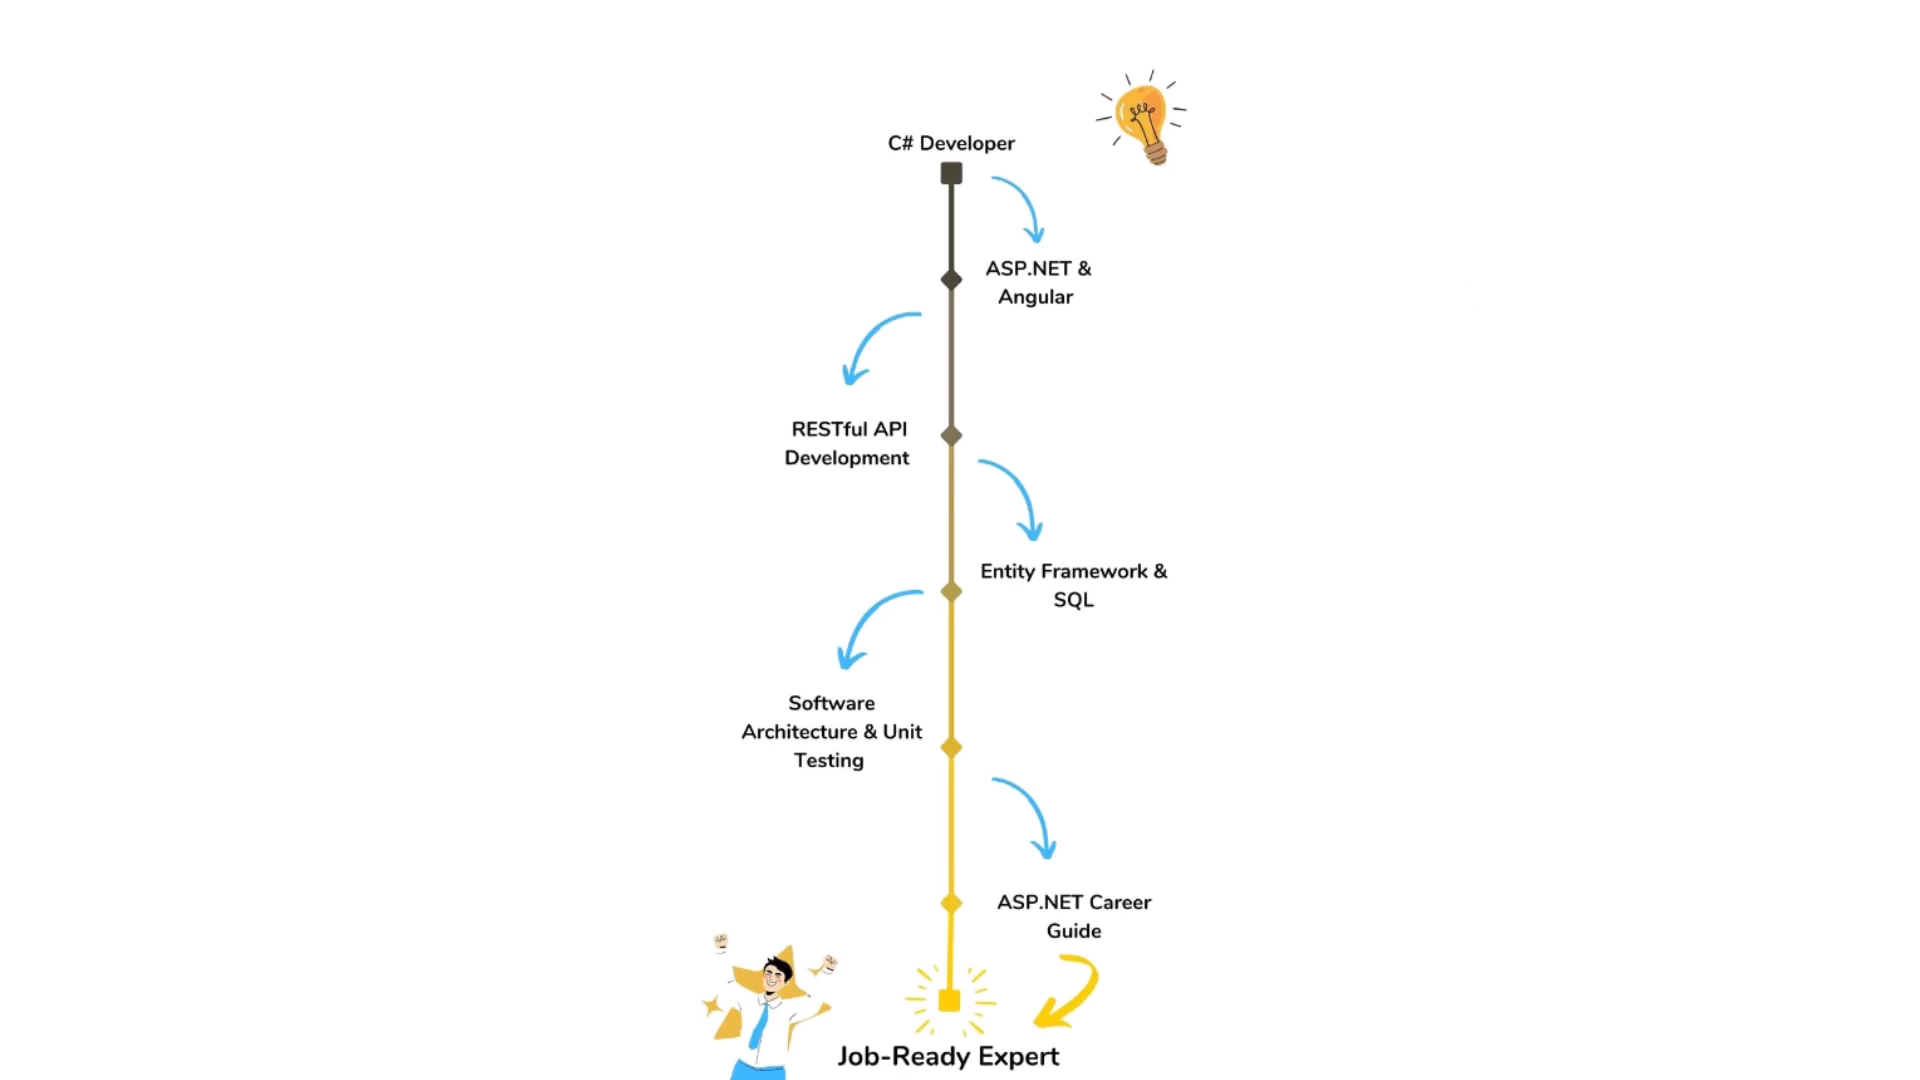 C# Developer
ASP.NET &
Angular
RESTful API
Development
Entity Framework &
SQL
Software
Architecture & Unit
Testing
ASP.NET Career
Guide
Job-Ready Expert